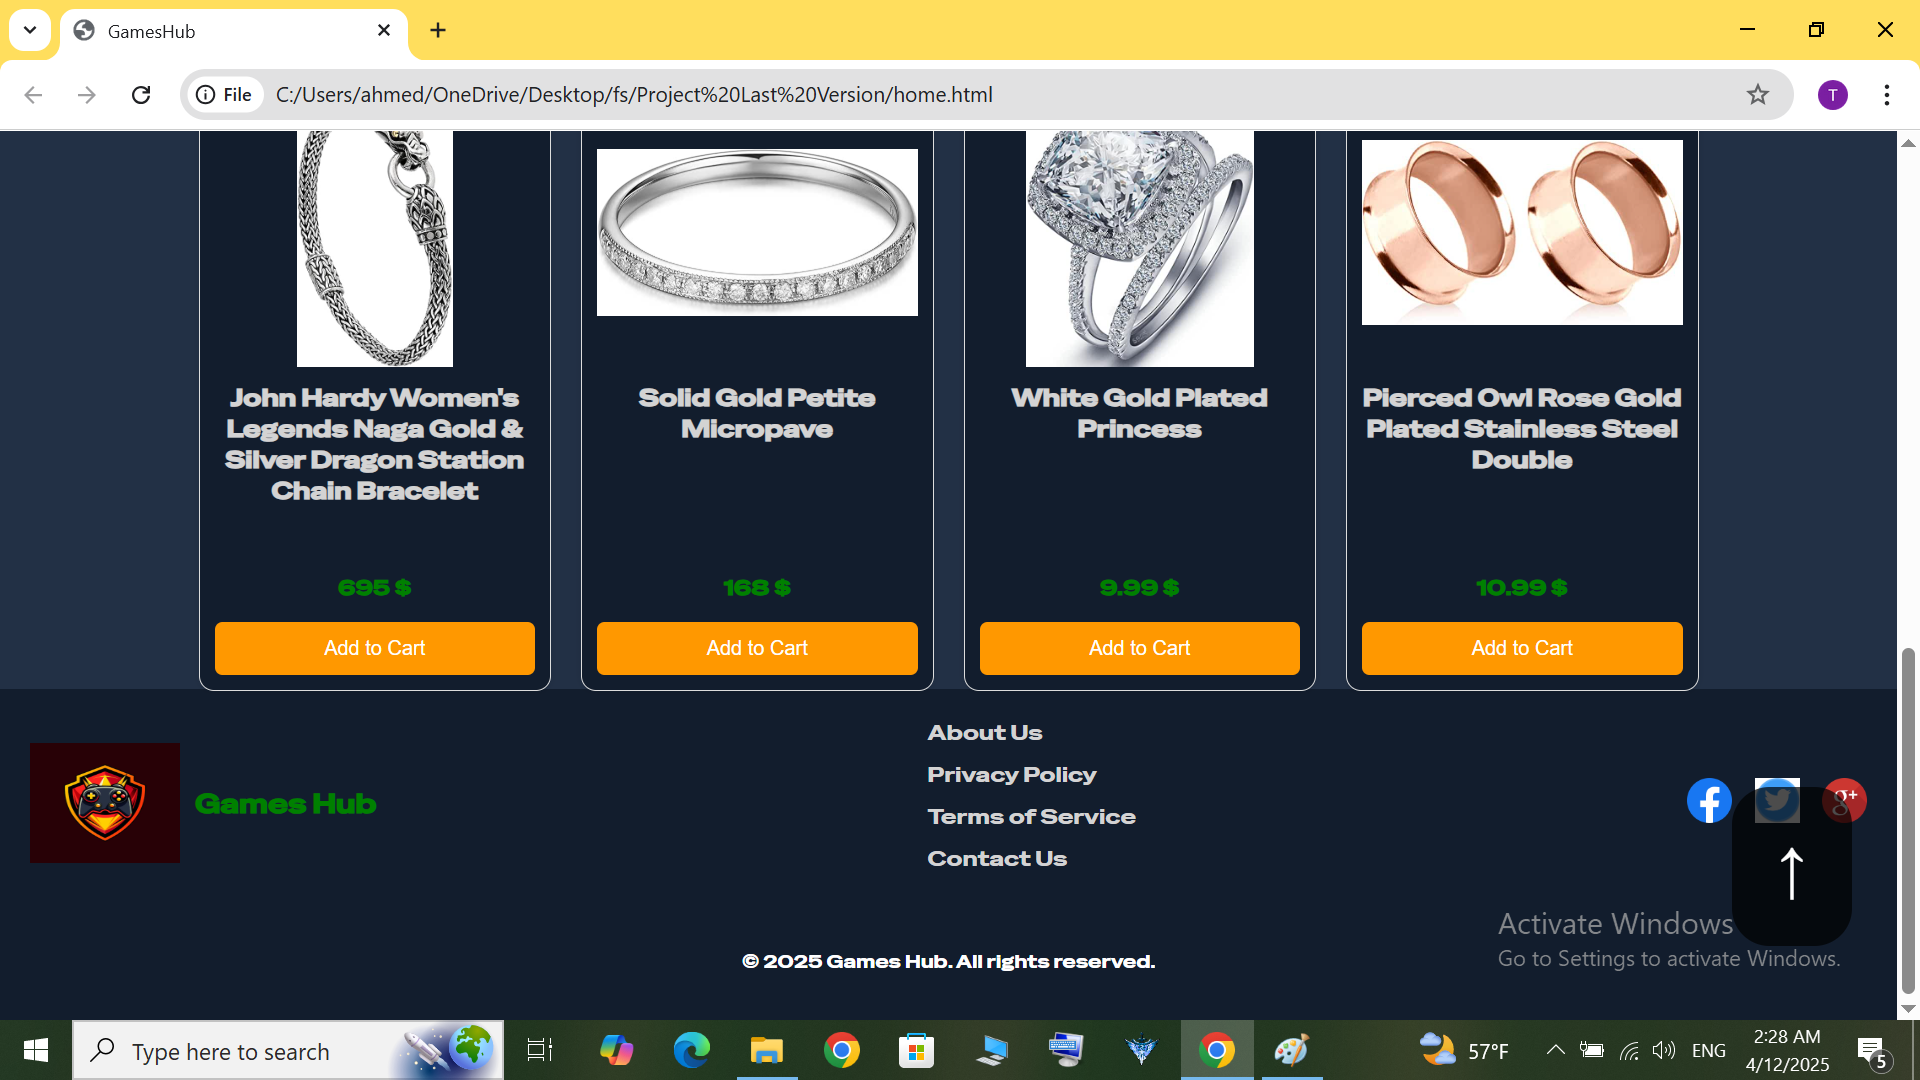 GamesHub
File
C:/Users/ahmed/OneDrive/Desktop/fs/Project%20Last%20Version/home.html
T
John Hardy Women's
Legends Naga Gold &
Silver Dragon Station
Chain Bracelet
695 $
Add to Cart
Solid Gold Petite
Micropave
168 $
Add to Cart
White Gold Plated
Princess
9.99 $
Add to Cart
Pierced Owl Rose Gold
Plated Stainless Steel
Double
10.99 $
Add to Cart
Games Hub
About Us
Privacy Policy
Terms of Service
Contact Us
g+
© 2025 Games Hub. All rights reserved.
Activate Windows
Go to Settings to activate Windows.
Type here to search
57°F
ENG
2:28 AM
4/12/2025
5